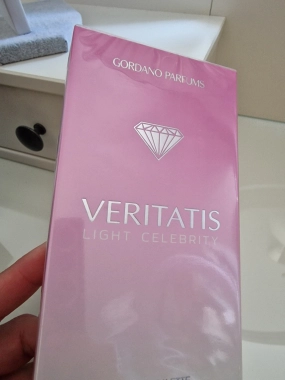 GORDANO PARFUMS
VERITATIS
LIGHT CELEBRITY